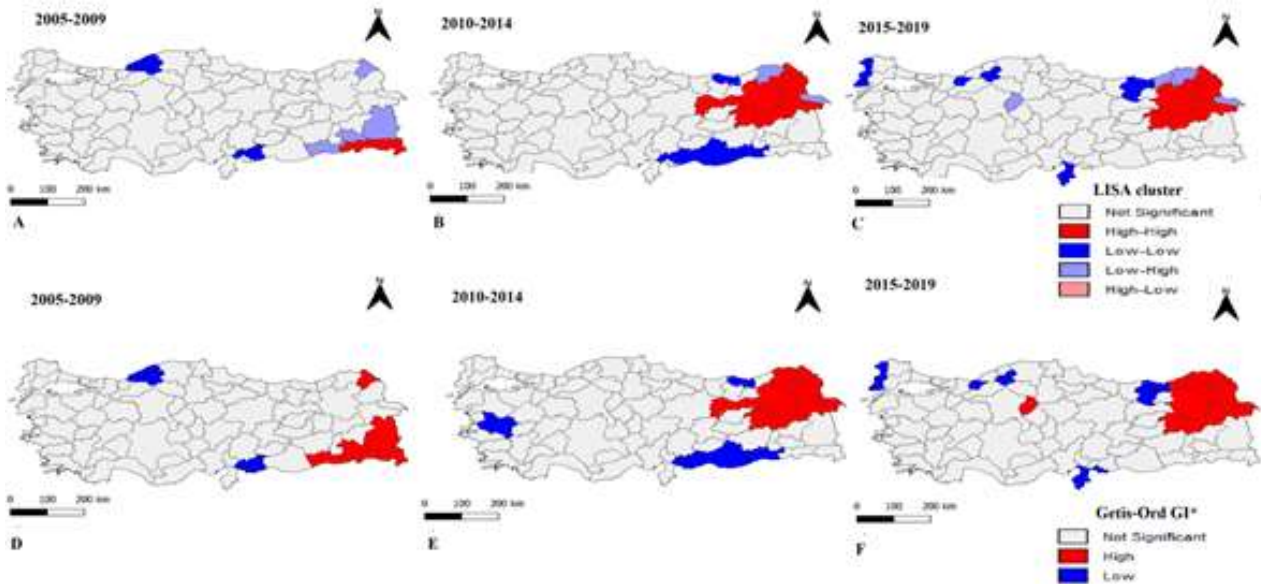 2005-2009
N
0 100 200 km
A
2010-2014
N
0 100 200 km
B
2015-2019
N
0 100 200 km
C
LISA cluster
Not Significant
High-High
Low-Low
Low-High
High-Low
2005-2009
N
0 100 200 km
D
2010-2014
N
0 100 200 km
E
2015-2019
N
0 100 200 km
F
Getis-Ord GI*
Not Significant
High
Low